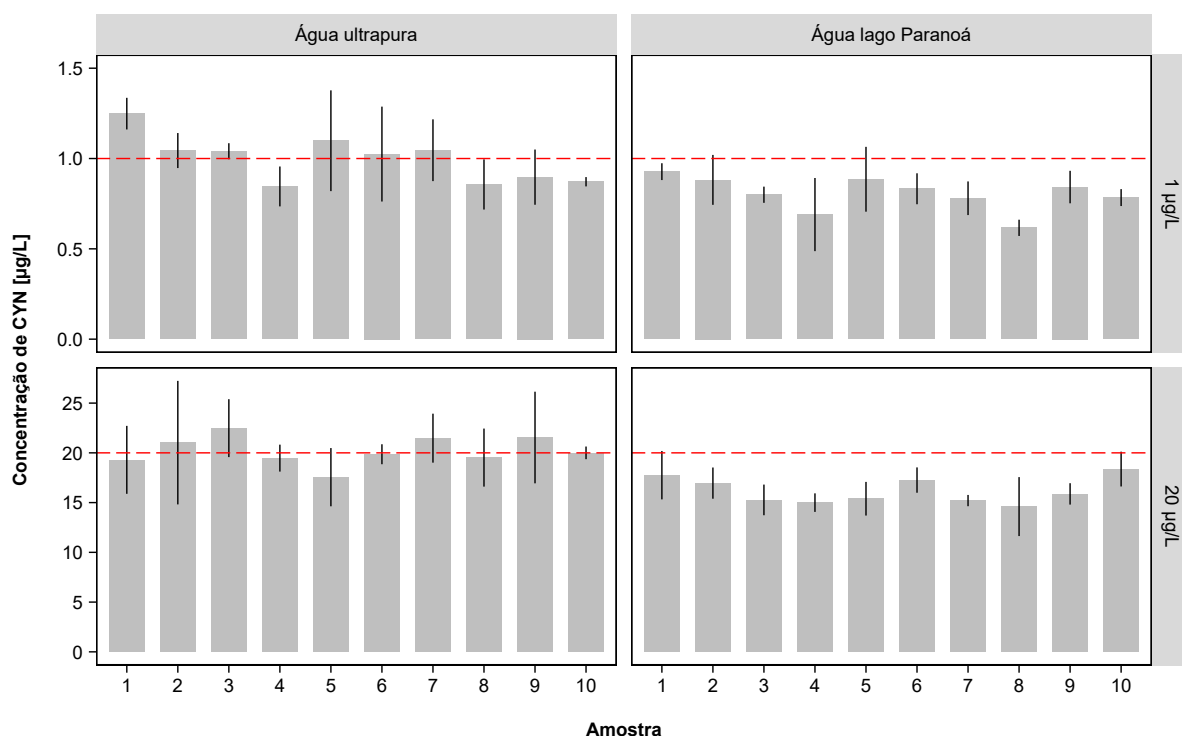 Água ultrapura
Água lago Paranoá
1.5
1.0
0.5
0.0
1 µg/L
Concentração de CYN [µg/L]
25
20
15
10
5
0
20 µg/L
1 2 3 4 5 6 7 8 9 10
1 2 3 4 5 6 7 8 9 10
Amostra